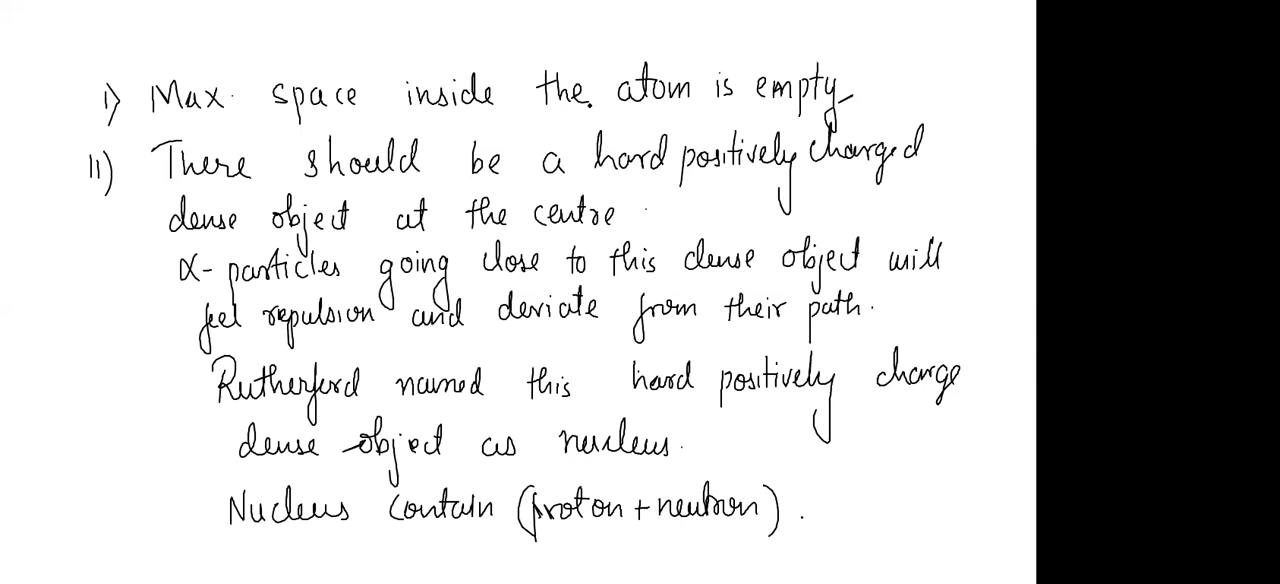 i) Max. space inside the atom is empty
ii) There should be a hard positively charged
dense object at the centre.
α-particles going close to this dense object will
feel repulsion and deviate from their path.
Rutherford named this hard positively charge
dense object as nucleus.
Nucleus contain (proton + neutron).